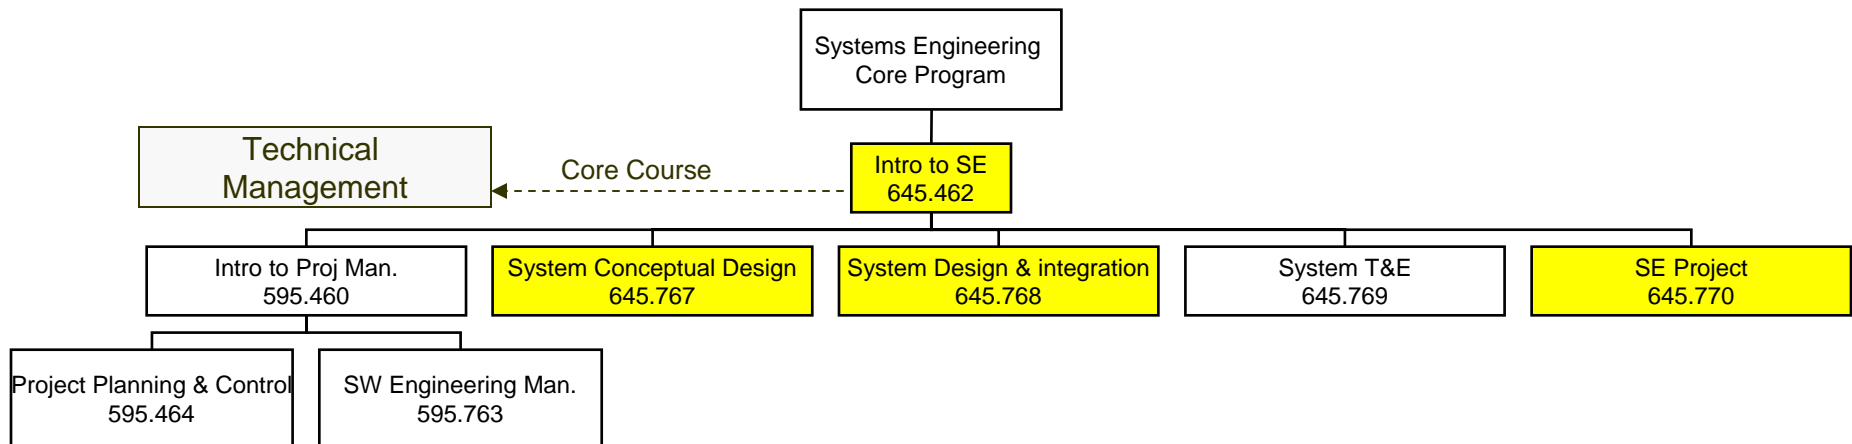 Systems Engineering
Core Program
Technical
Management
Core Course
Intro to SE
645.462
Intro to Proj Man.
595.460
System Conceptual Design
645.767
System Design & integration
645.768
System T&E
645.769
SE Project
645.770
Project Planning & Control
595.464
SW Engineering Man.
595.763